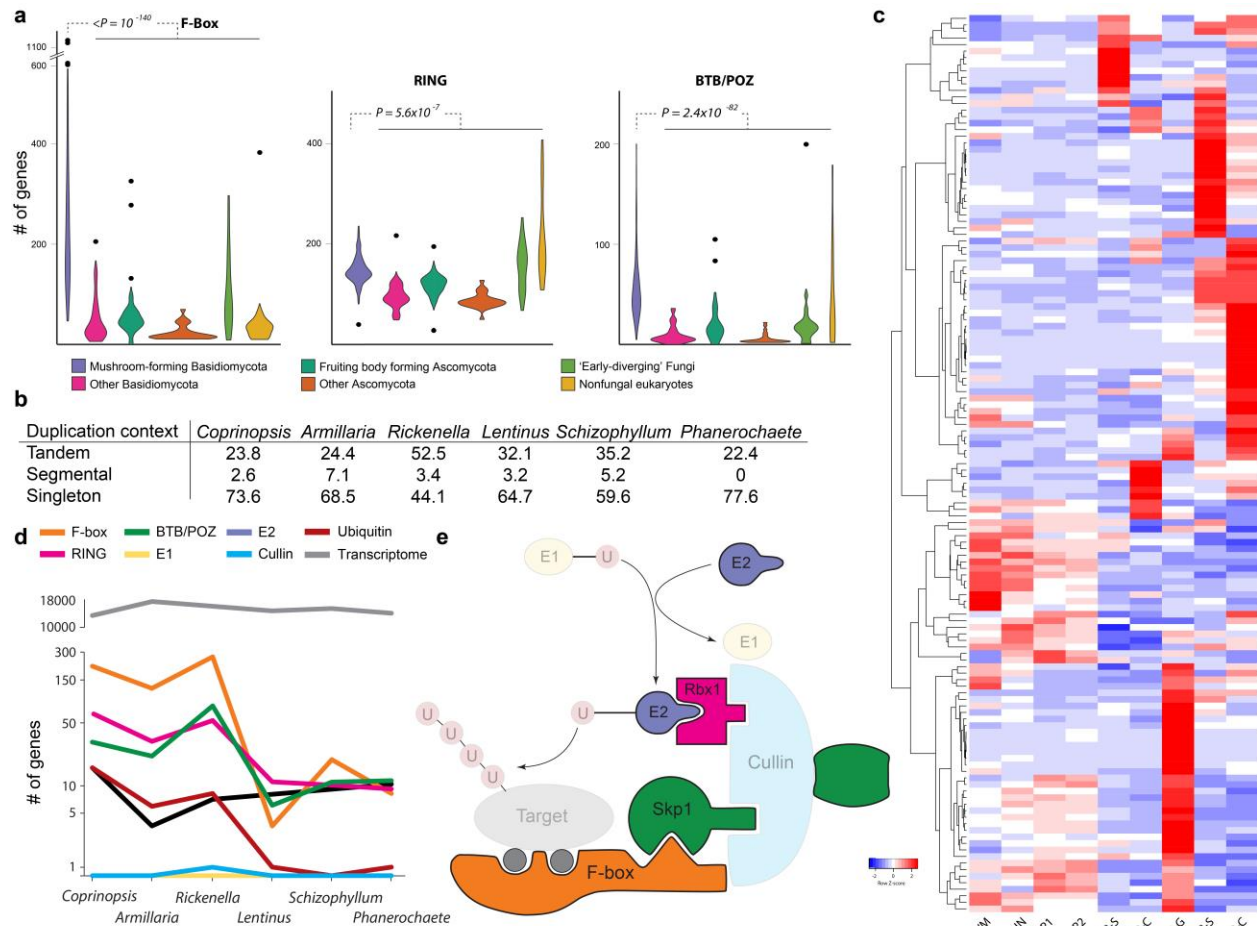 a
<P = 10 -140
F-Box
1100
600
400
200
# of genes
RING
P = 5.6x10 -7
400
200
BTB/POZ
P = 2.4x10 -82
200
100
Mushroom-forming Basidiomycota
Fruiting body forming Ascomycota
'Early-diverging' Fungi
Other Basidiomycota
Other Ascomycota
Nonfungal eukaryotes
b
Duplication context Coprinopsis Armillaria Rickenella Lentinus Schizophyllum Phanerochaete
Tandem 23.8 24.4 52.5 32.1 35.2 22.4
Segmental 2.6 7.1 3.4 3.2 5.2 0
Singleton 73.6 68.5 44.1 64.7 59.6 77.6
c
-2 0 2
Row Z-score
d
F-box BTB/POZ E2 Ubiquitin
RING E1 Cullin Transcriptome
18000
10000
300
150
50
10
5
1
# of genes
Coprinopsis
Armillaria
Rickenella
Lentinus
Schizophyllum
Phanerochaete
e
E1
U
E2
E1
Rbx1
E2
U
U
U
U
U
Cullin
Target
Skp1
F-box